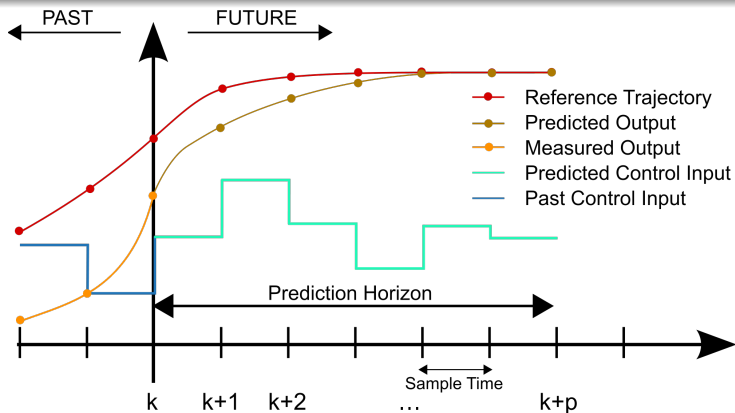 PAST
FUTURE
Reference Trajectory
Predicted Output
Measured Output
Predicted Control Input
Past Control Input
Prediction Horizon
Sample Time
k
k+1
k+2
...
k+p